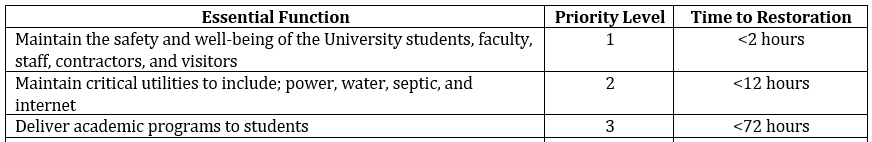 Essential Function Priority Level Time to Restoration
Maintain the safety and well-being of the University students, faculty, 1 <2 hours
staff, contractors, and visitors
Maintain critical utilities to include; power, water, septic, and 2 <12 hours
internet
Deliver academic programs to students 3 <72 hours